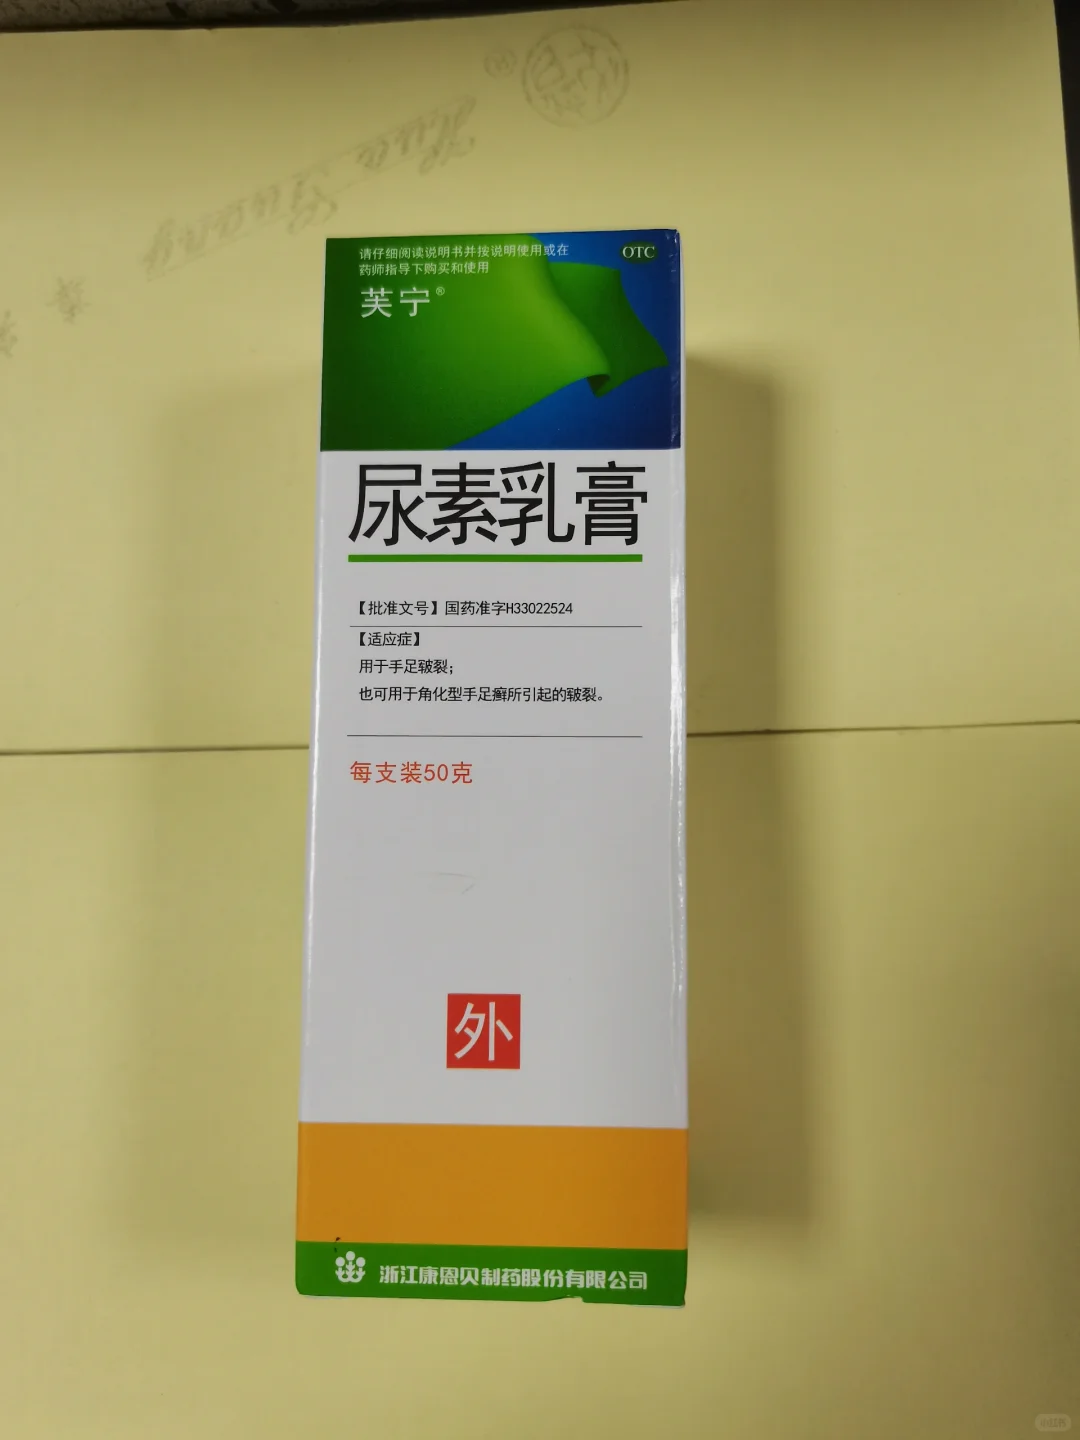 请仔细阅读说明书并按说明使用或在
药师指导下购买和使用
OTC
芙宁®
尿素乳膏
【批准文号】国药准字H33022524
【适应症】
用于手足皲裂；
也可用于角化型手足癣所引起的皲裂。
每支装50克
外
浙江康恩贝制药股份有限公司